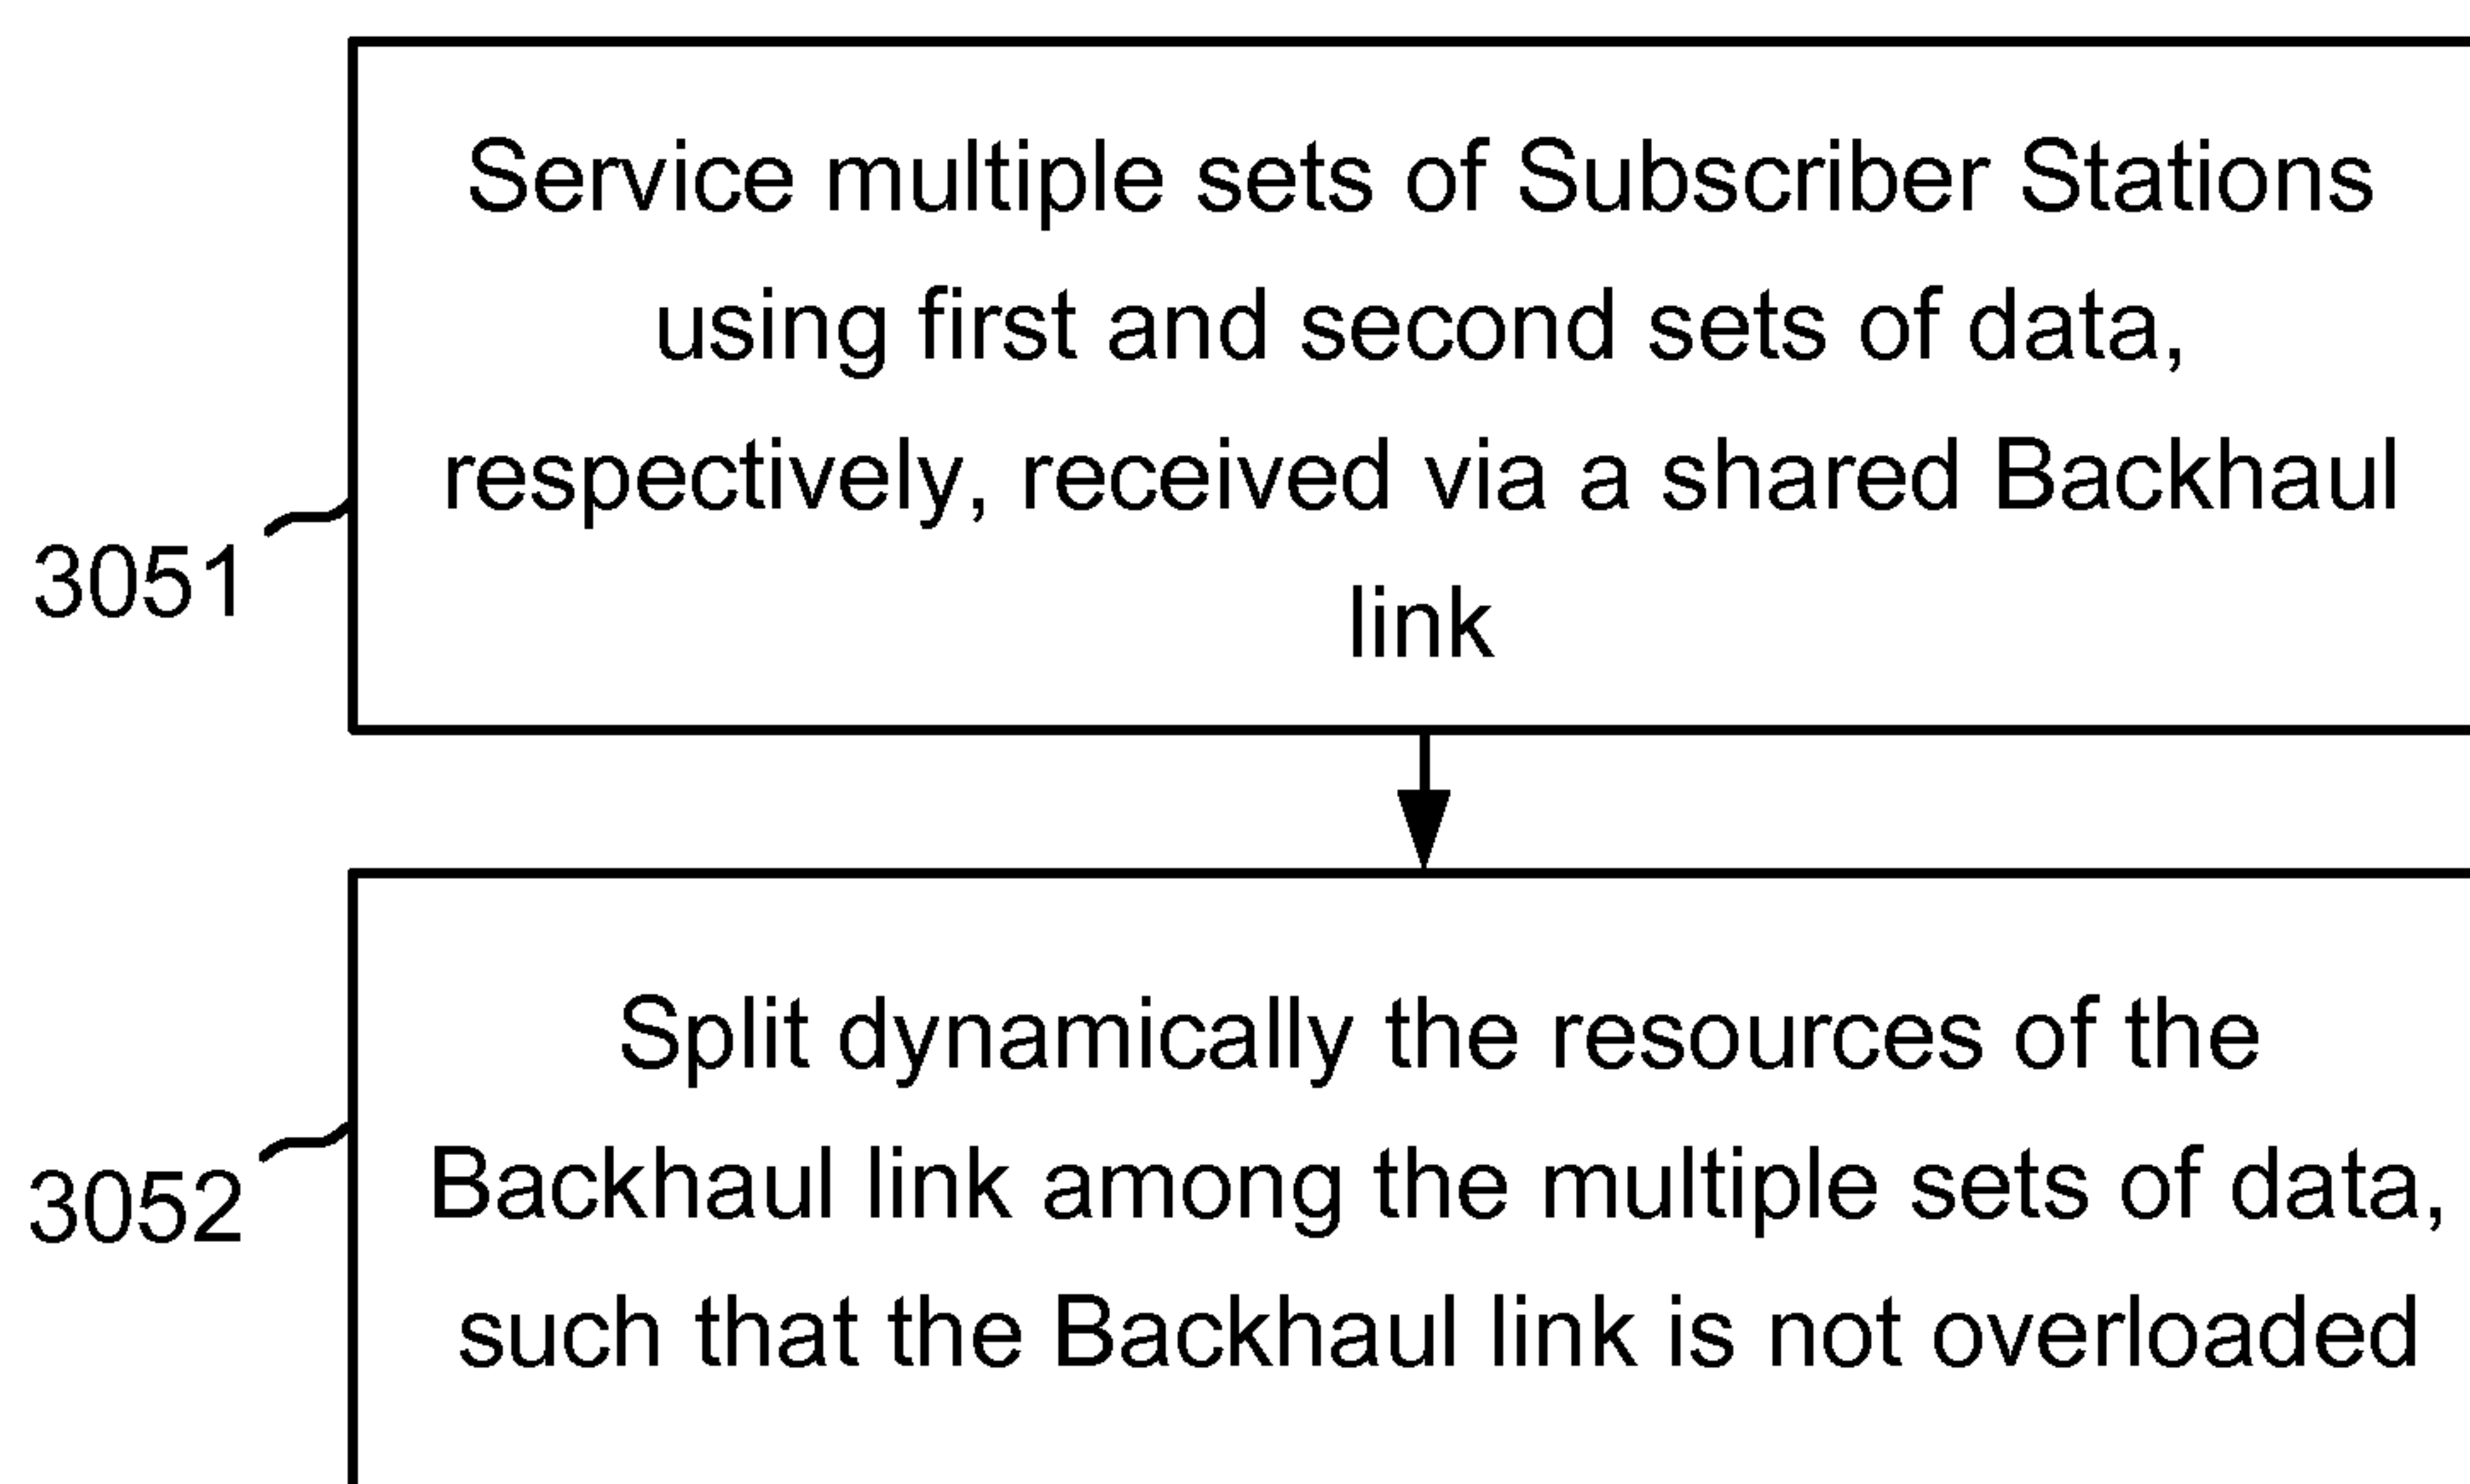 Service multiple sets of Subscriber Stations
using first and second sets of data,
respectively, received via a shared Backhaul
link
3051
Split dynamically the resources of the
Backhaul link among the multiple sets of data,
such that the Backhaul link is not overloaded
3052